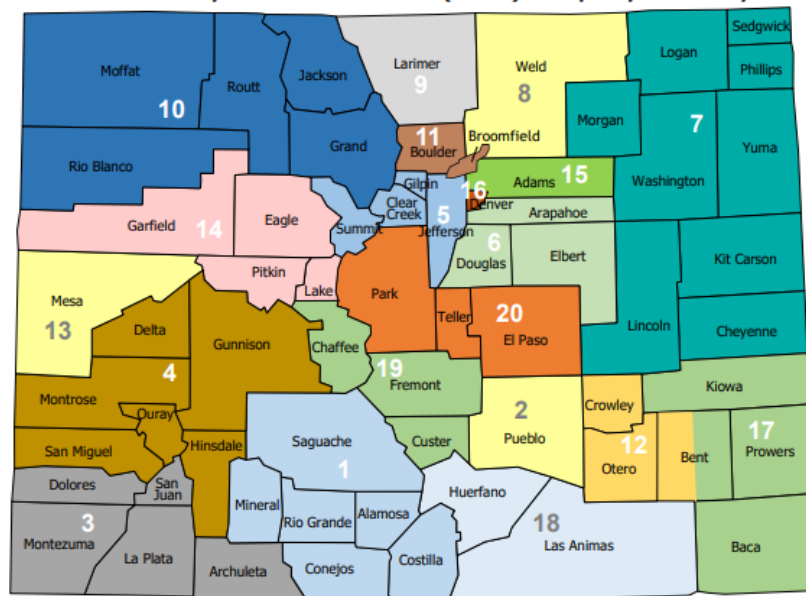 Sedgwick
Logan
Moffat
Jackson
Larimer
Weld
Routt
Phillips
9
8
10
Morgan
7
11
Broomfield
Grand
Boulder
Yuma
Rio Blanco
Gilpin
15
Adams
16
Washington
Clear
Creek
Denver
Eagle
5
Arapahoe
Garfield
14
Summit
Jefferson
6
Elbert
Kit Carson
Douglas
Pitkin
Lake
Park
Mesa
20
13
Delta
Teller
Lincoln
Cheyenne
Gunnison
El Paso
Chaffee
4
19
Fremont
Kiowa
Montrose
Crowley
Ouray
2
12
17
Saguache
Custer
Pueblo
San Miguel
Hinsdale
Otero
Bent
Prowers
1
Dolores
San
Juan
Huerfano
Mineral
Alamosa
3
Rio Grande
18
Montezuma
Las Animas
La Plata
Costilla
Baca
Archuleta
Conejos